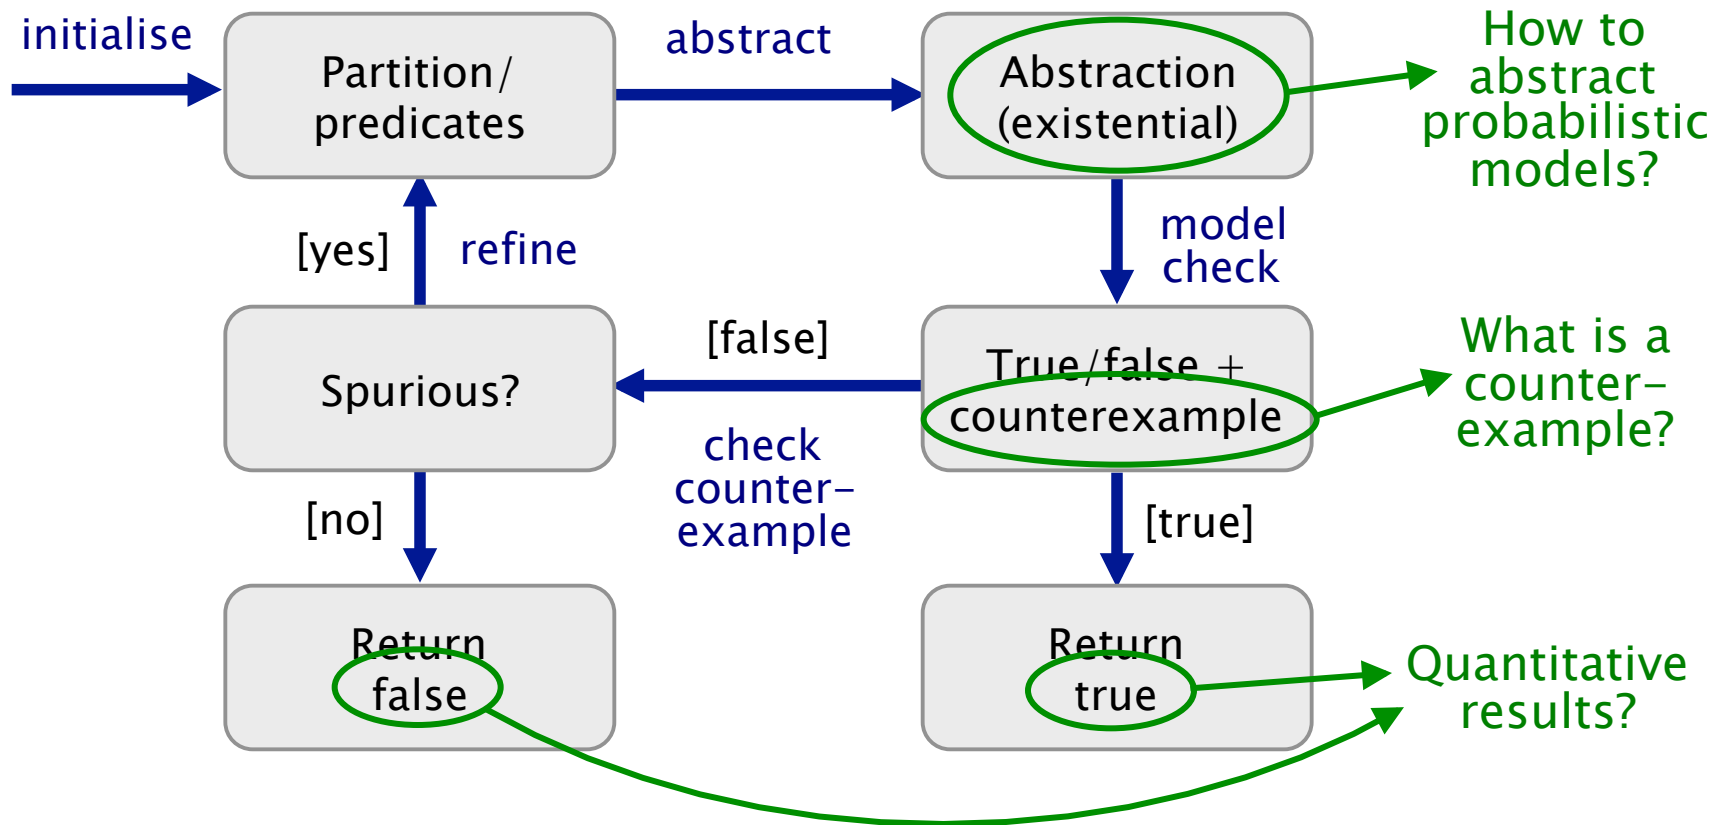 initialise
Partition/
predicates
abstract
Abstraction
(existential)
How to
abstract
probabilistic
models?
[yes]
refine
model
check
Spurious?
[false]
check
counter–
example
True/false +
counterexample
What is a
counter–
example?
[no]
[true]
Return
false
Return
true
Quantitative
results?